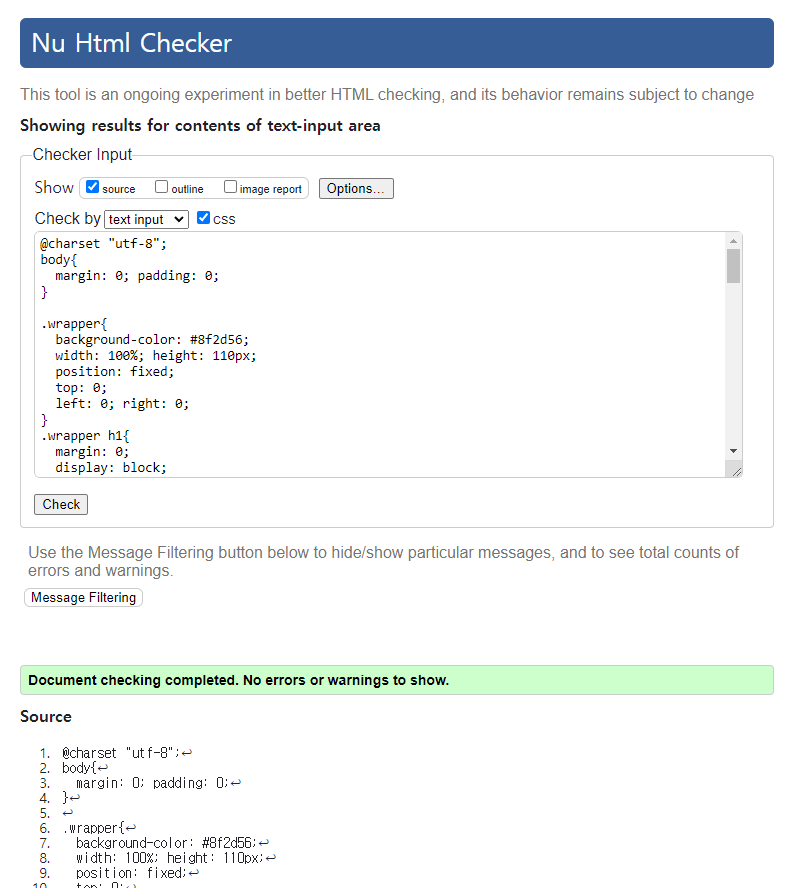 Nu Html Checker
This tool is an ongoing experiment in better HTML checking, and its behavior remains subject to change
Showing results for contents of text-input area
Checker Input
Show source outline image report Options...
Check by text input css
@charset "utf-8";
body{
margin: 0; padding: 0;
}
.wrapper{
background-color: #8f2d56;
width: 100%; height: 110px;
position: fixed;
top: 0;
left: 0; right: 0;
}
.wrapper h1{
margin: 0;
display: block;
Check
Use the Message Filtering button below to hide/show particular messages, and to see total counts of
errors and warnings.
Message Filtering
Document checking completed. No errors or warnings to show.
Source
1. @charset "utf-8";↩
2. body{↩
3. margin: 0; padding: 0;↩
4. }↩
5. ↩
6. .wrapper{↩
7. background-color: #8f2d56;↩
8. width: 100%; height: 110px;↩
9. position: fixed;↩
10. top: 0;↩